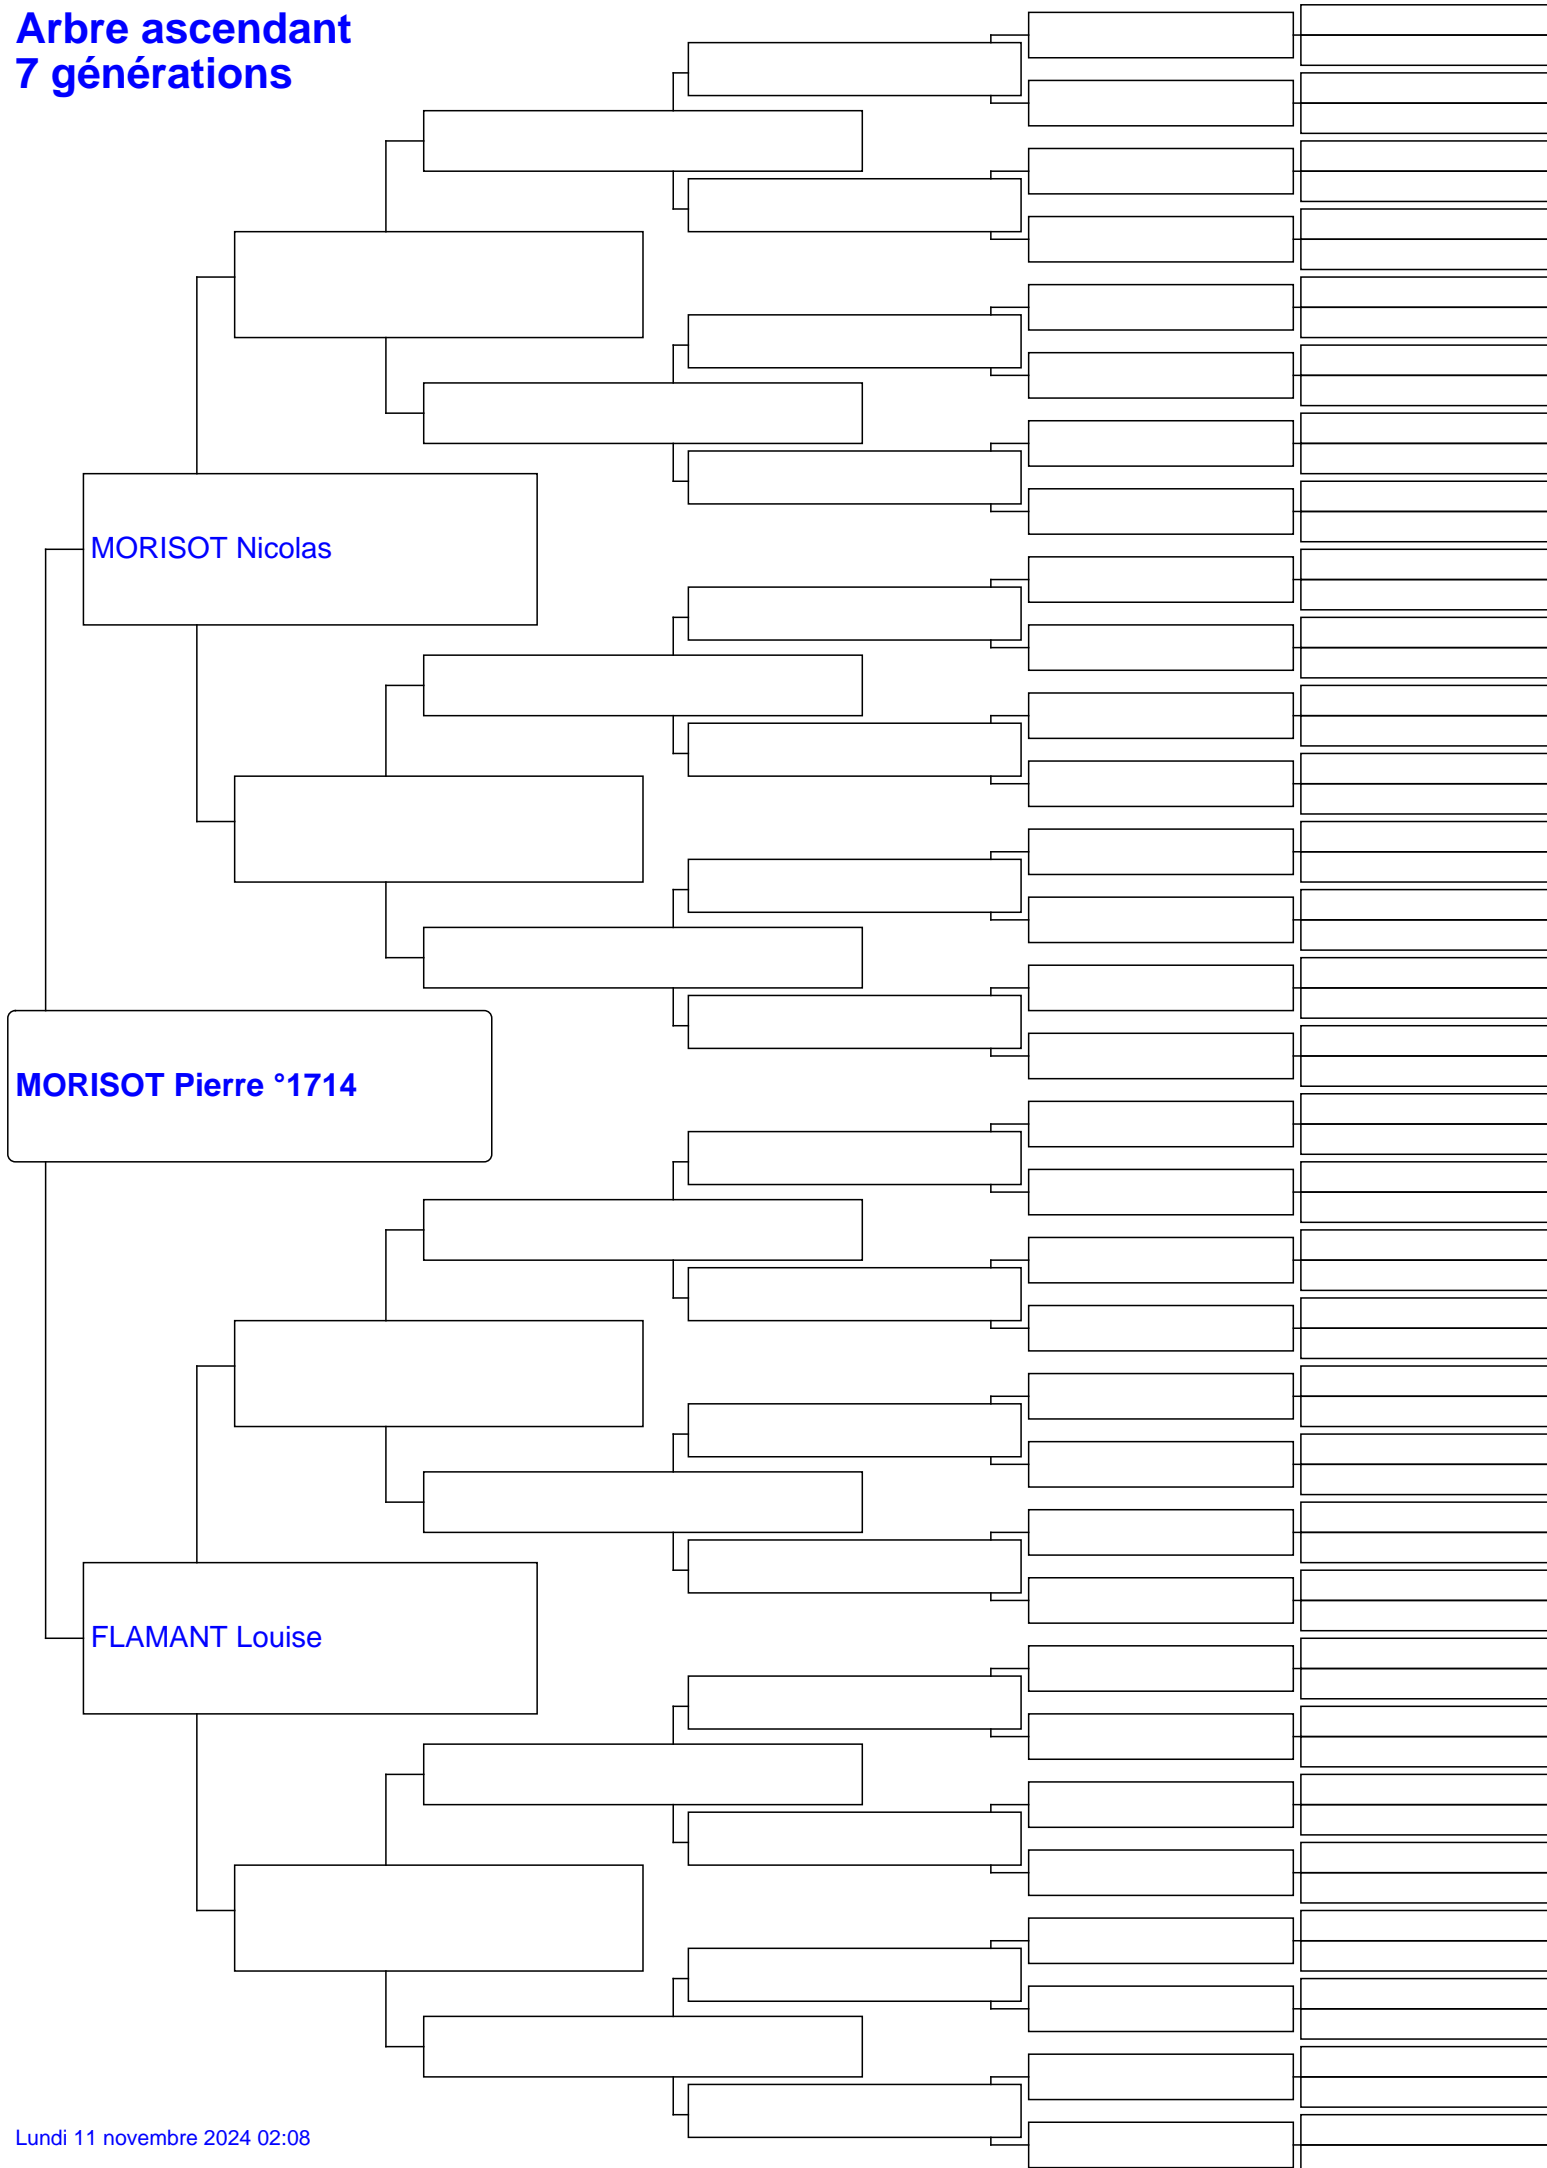 Arbre ascendant
7 générations
MORISOT Nicolas
MORISOT Pierre °1714
FLAMANT Louise
Lundi 11 novembre 2024 02:08